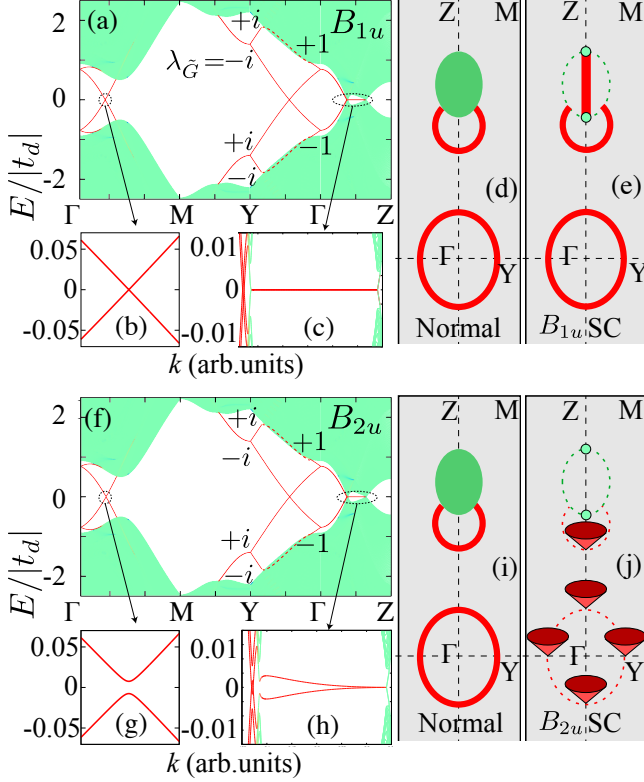 (a)
B1u
+i
+1
λG̃=−i
+i
−i
−1
E/|td|
2
0
-2
Γ M Y Γ Z
0.05
0
-0.05
(b)
0.01
0
-0.01
(c)
k (arb.units)
Z M
(d)
Γ
Y
Normal
Z M
(e)
Γ
Y
B1u SC
(f)
B2u
+i
+1
−i
+i
−i
−1
E/|td|
2
0
-2
Γ M Y Γ Z
0.05
0
-0.05
(g)
0.01
0
-0.01
(h)
k (arb.units)
Z M
(i)
Γ
Y
Normal
Z M
(j)
Γ
Y
B2u SC